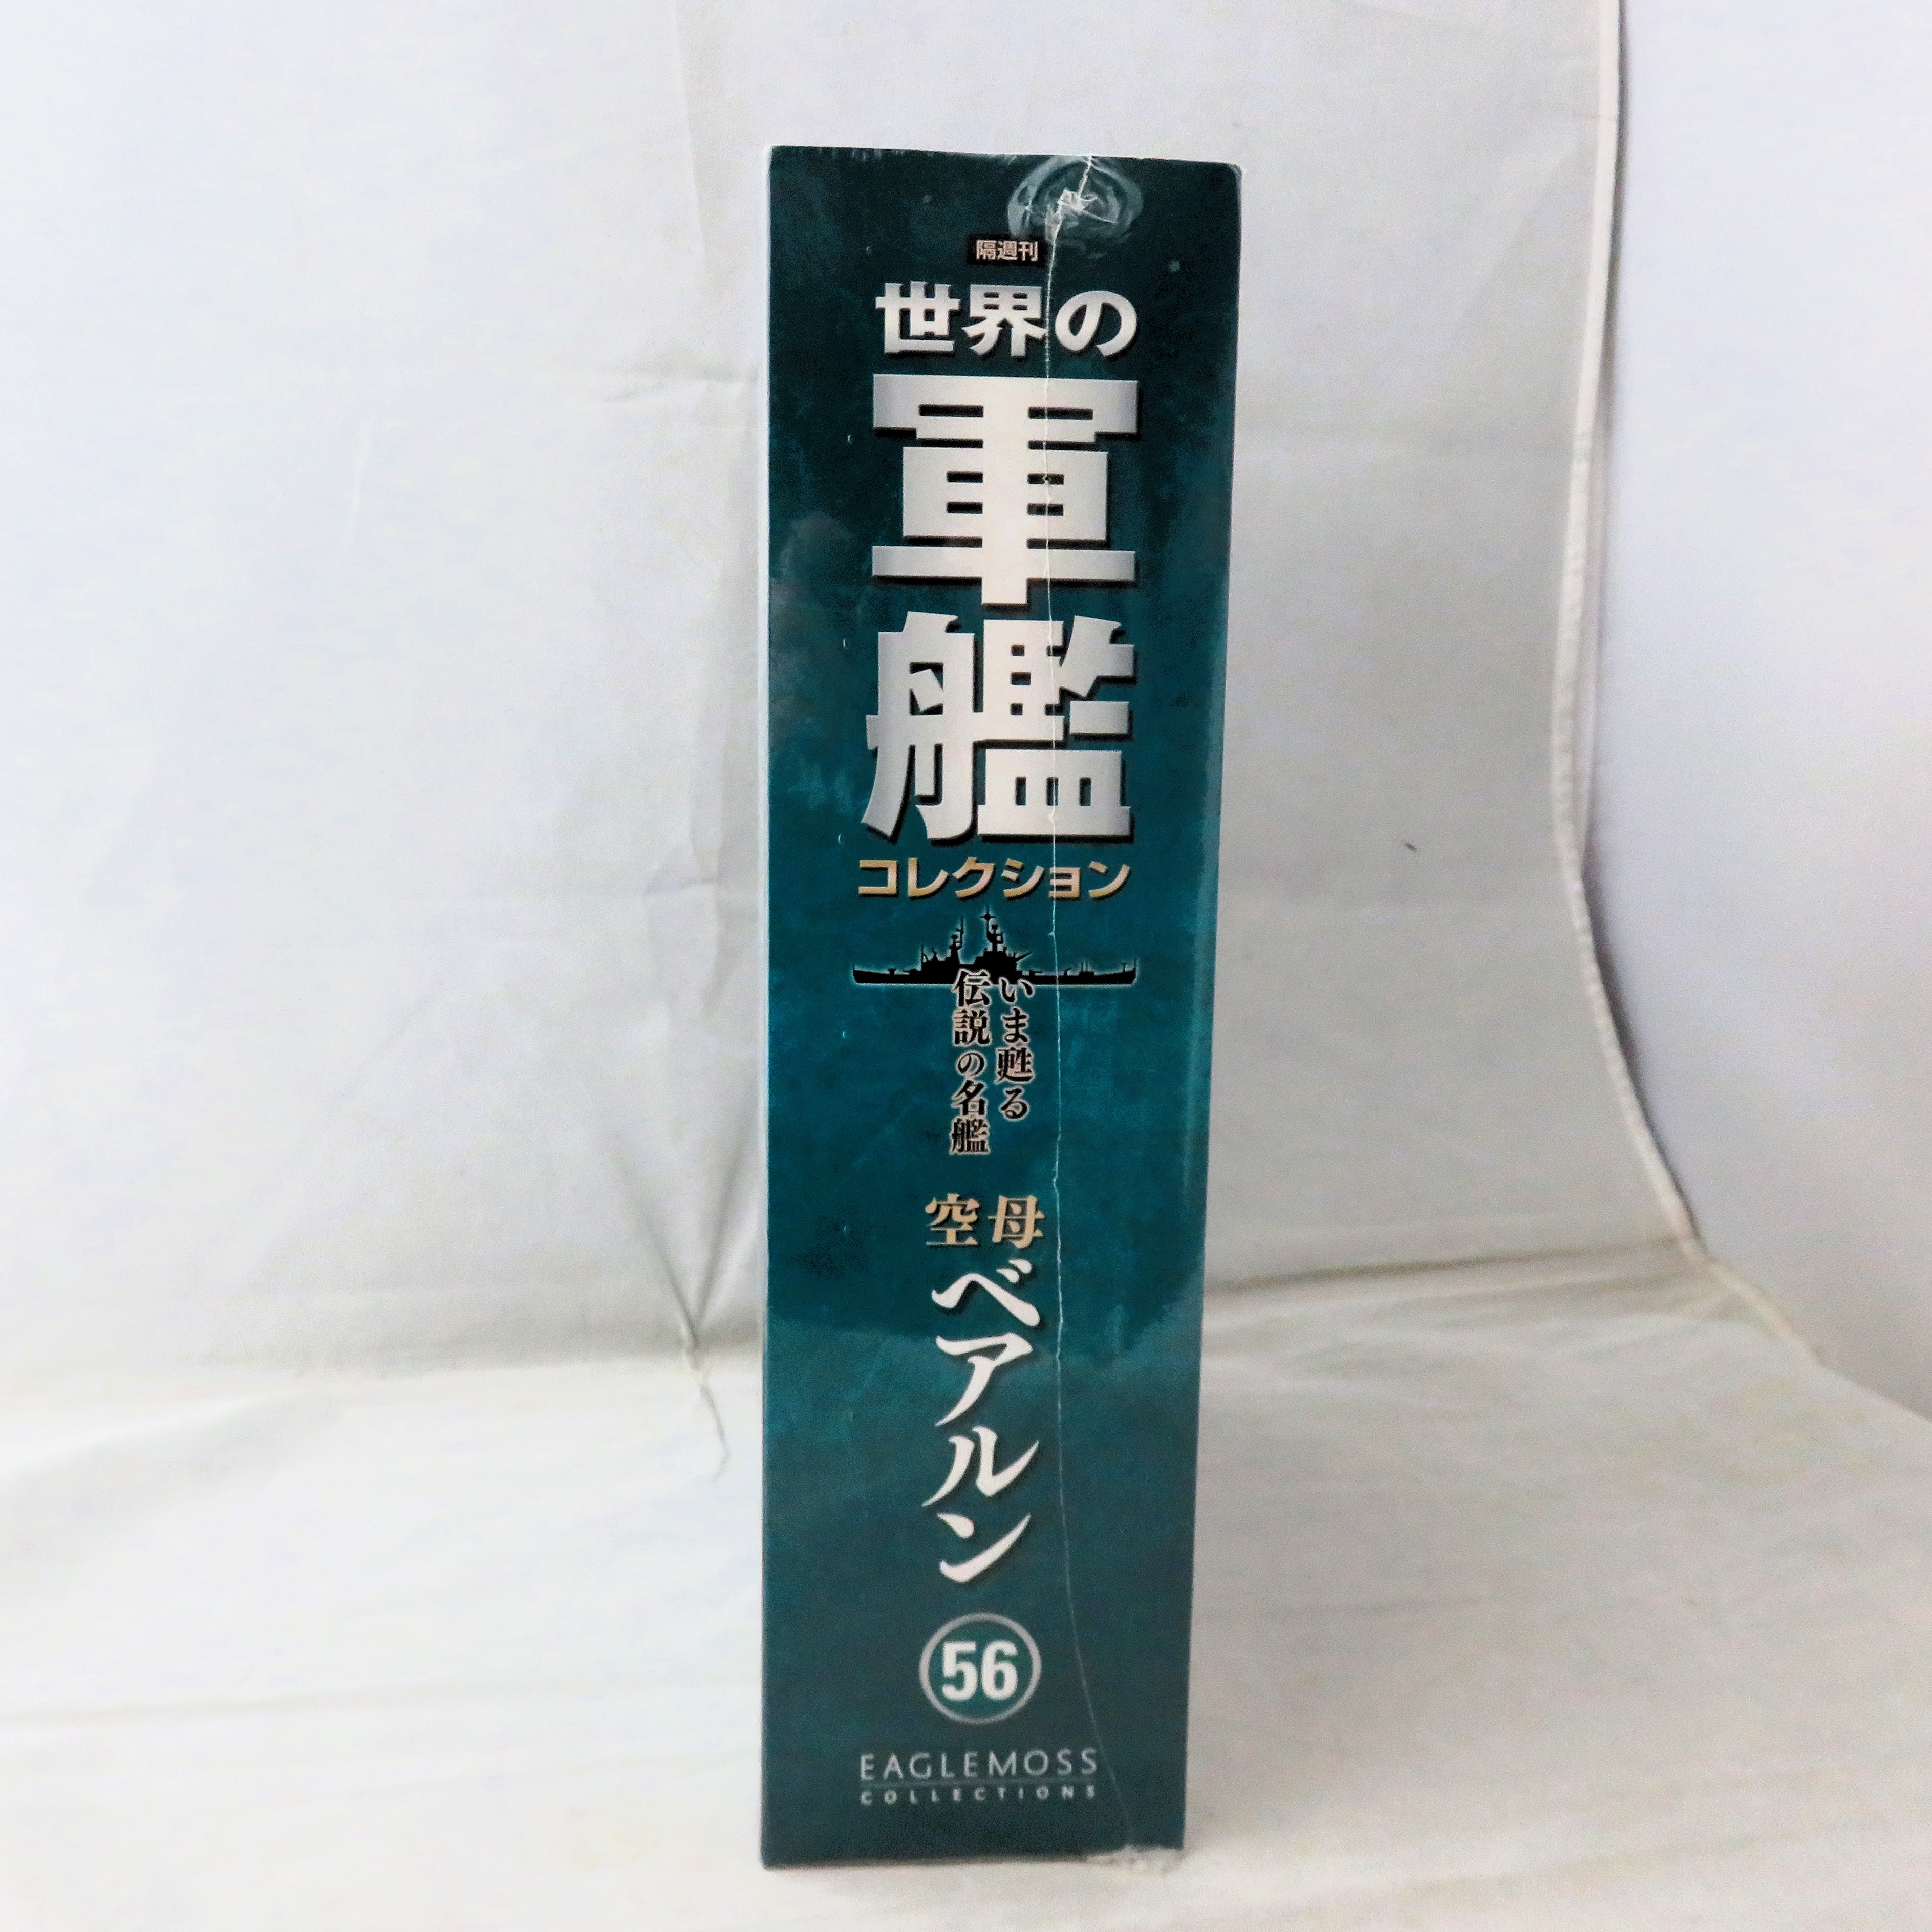 隔週刊
世界の
軍艦
コレクション
いま甦る
伝説の名艦
空母
ベアルン
56
EAGLEMOSS
COLLECTIONS